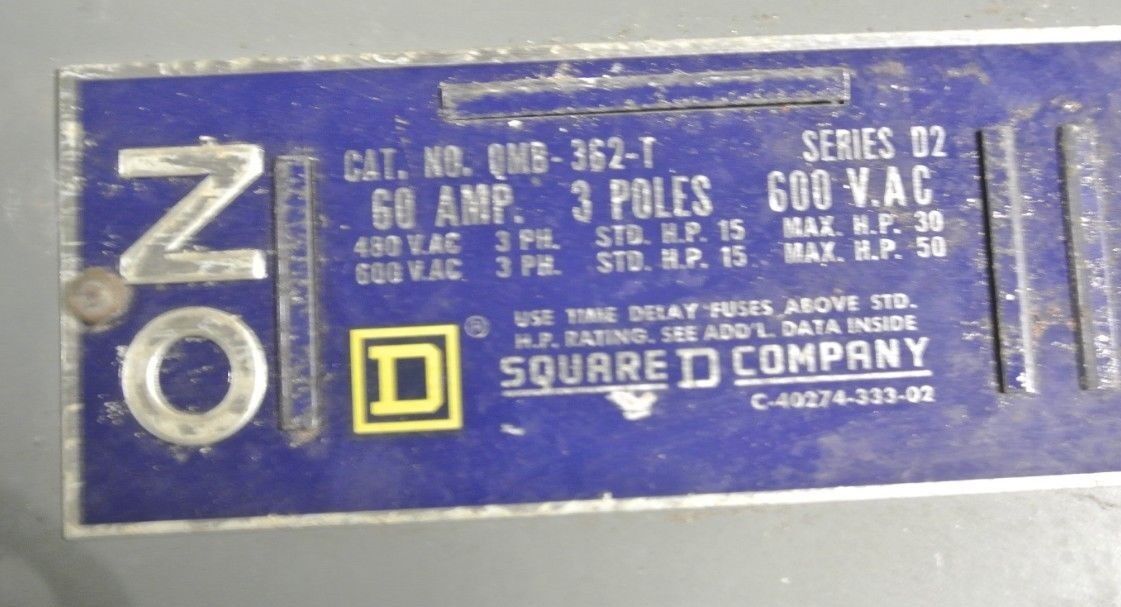 ON
CAT. NO. QMB-362-T SERIES D2
60 AMP. 3 POLES 600 V.AC
480 V.AC 3 PH. STD. H.P. 15 MAX. H.P. 30
600 V.AC 3 PH. STD. H.P. 15 MAX. H.P. 50
USE TIME DELAY FUSES ABOVE STD.
H.P. RATING. SEE ADD'L. DATA INSIDE
D ®
SQUARE D COMPANY
C-40274-333-02